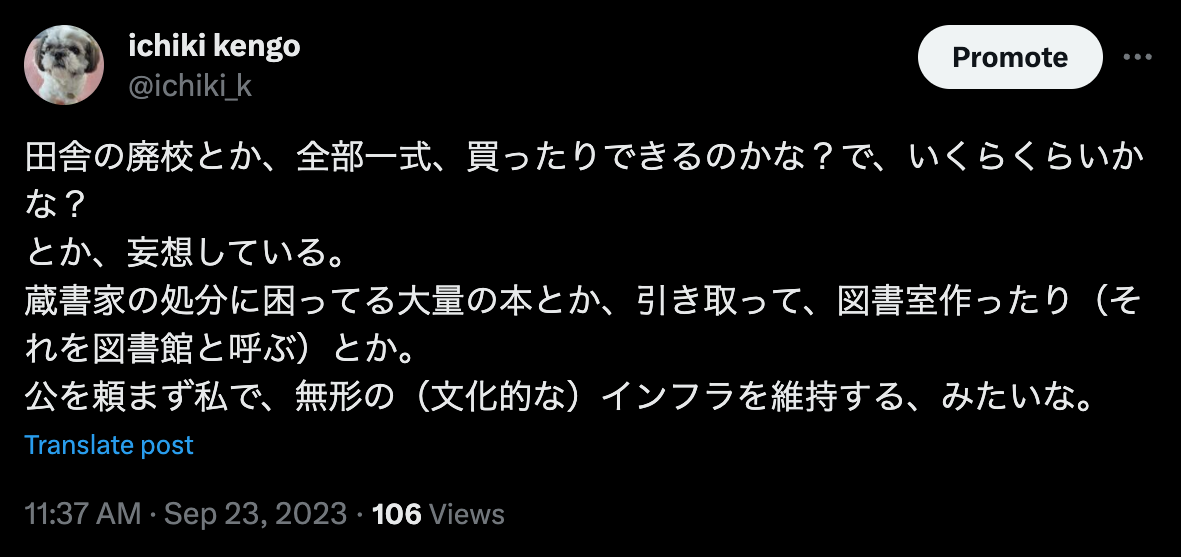 ichiki kengo
@ichiki_k
Promote
田舎の廃校とか、全部一式、買ったりできるのかな？で、いくらくらいか
な？
とか、妄想している。
蔵書家の処分に困ってる大量の本とか、引き取って、図書室作ったり（そ
れを図書館と呼ぶ）とか。
公を頼まず私で、無形の（文化的な）インフラを維持する、みたいな。
Translate post
11:37 AM · Sep 23, 2023 · 106 Views